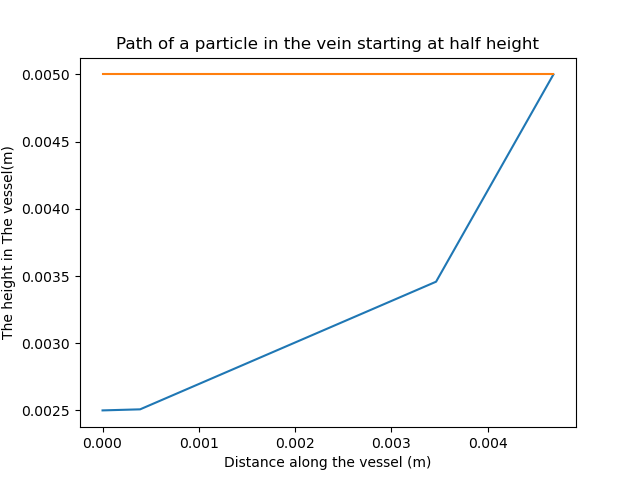 Path of a particle in the vein starting at half height
0.0050
0.0045
0.0040
0.0035
0.0030
0.0025
The height in The vessel(m)
0.000 0.001 0.002 0.003 0.004
Distance along the vessel (m)